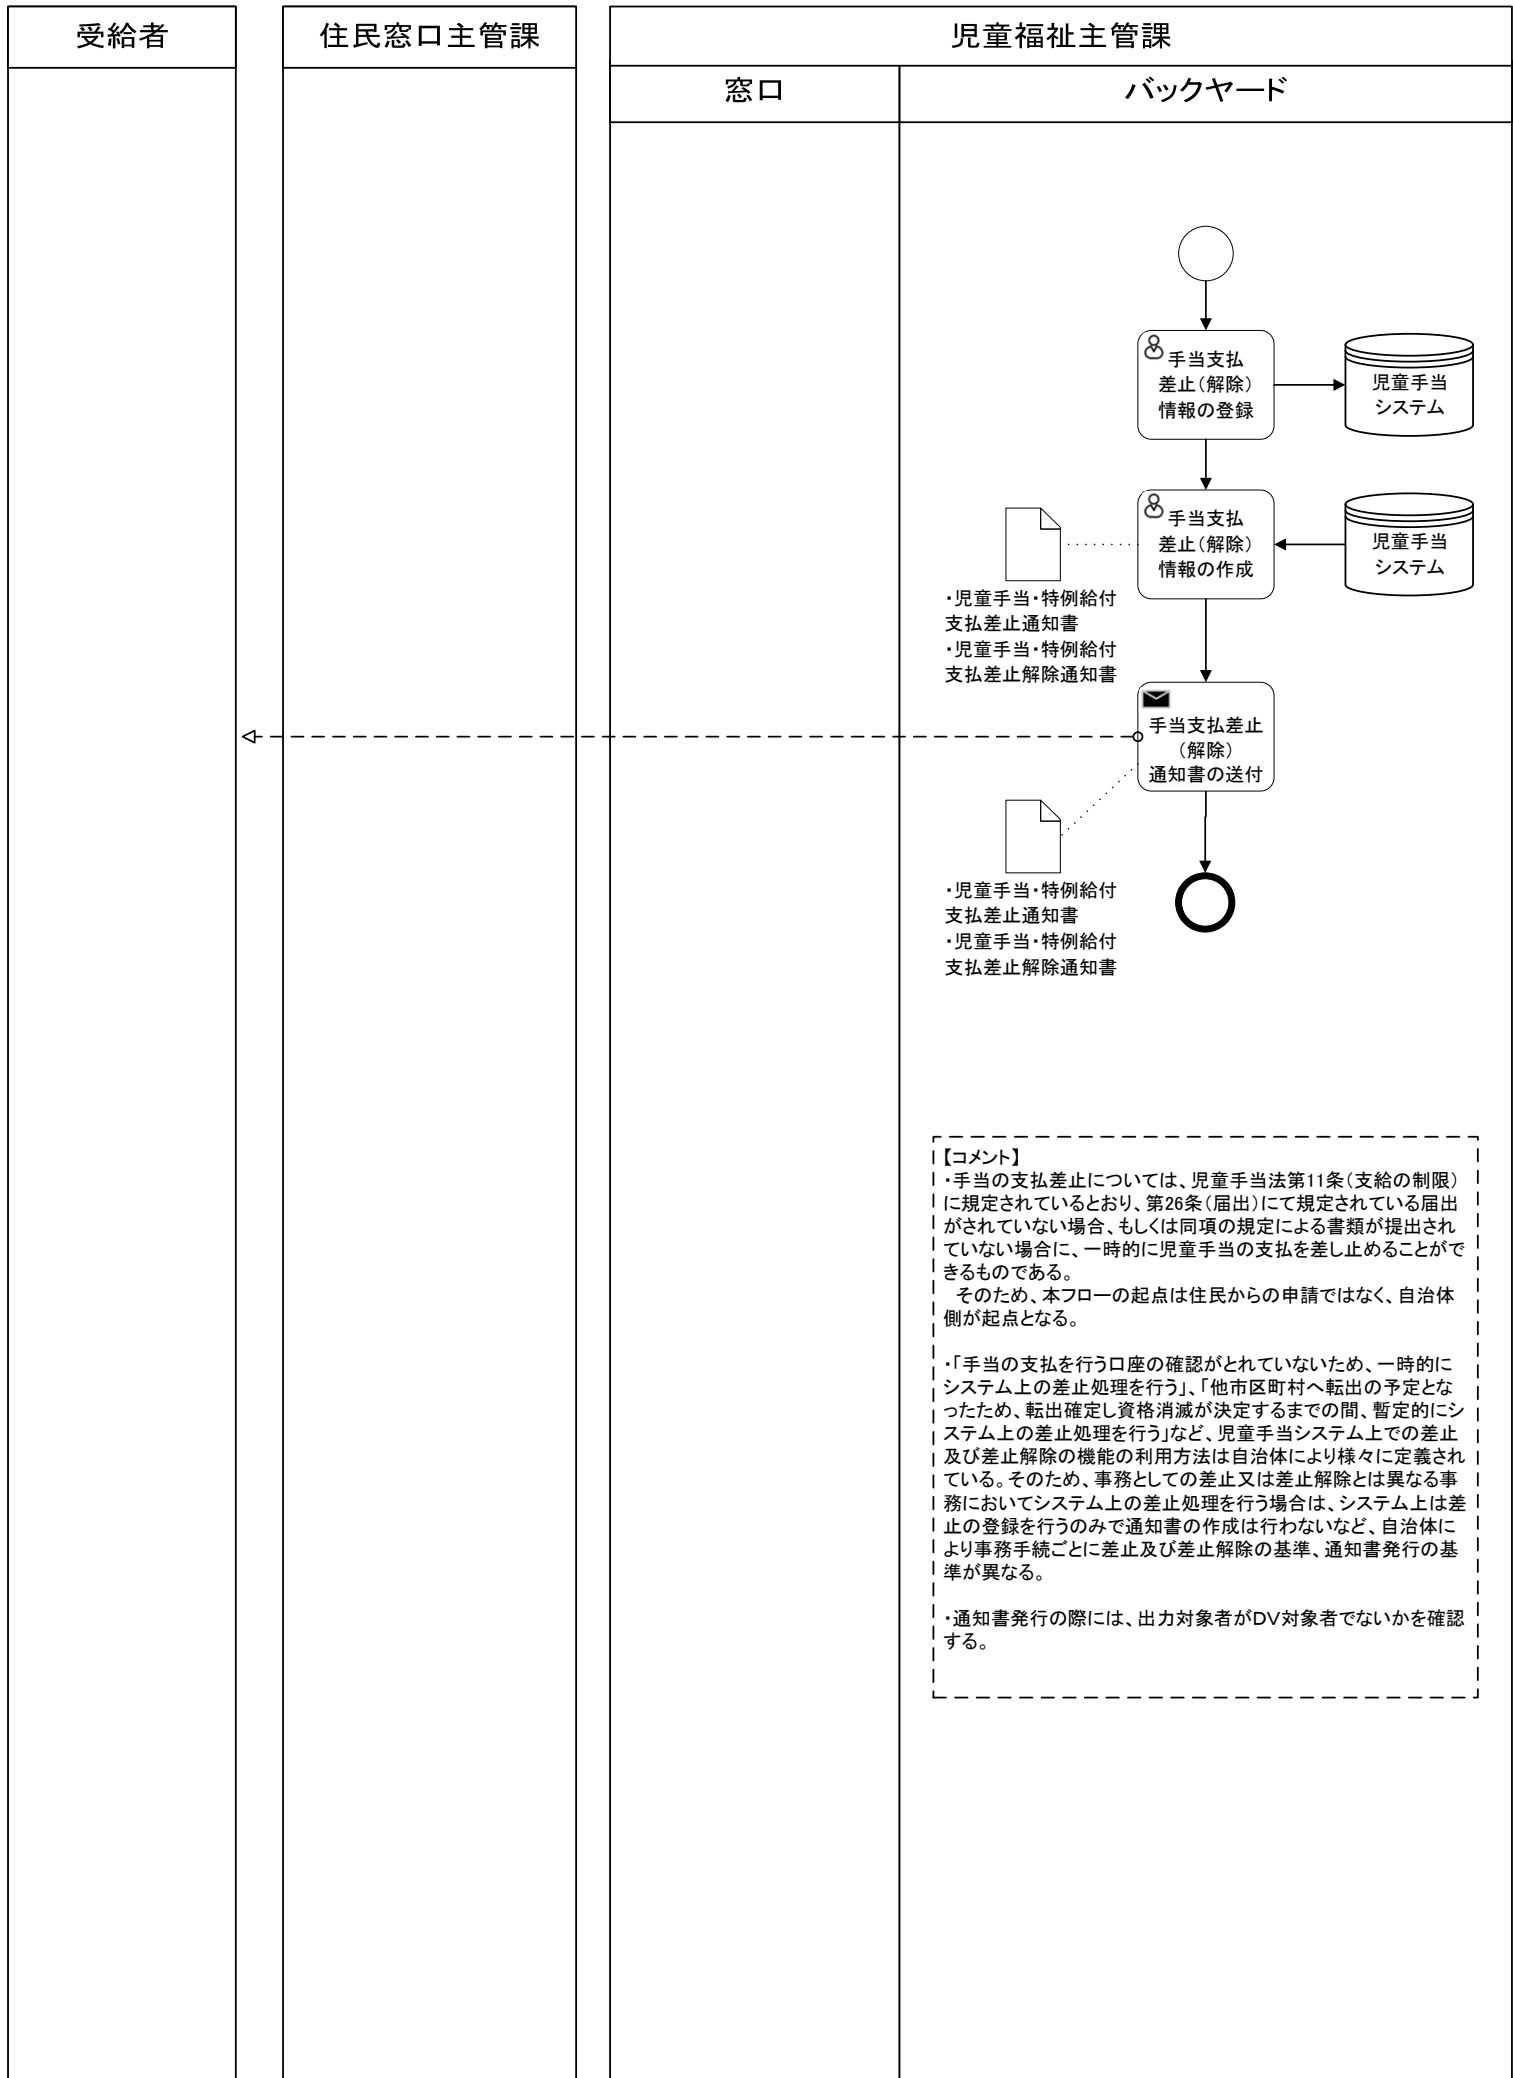 受給者
住民窓口主管課
児童福祉主管課
窓口
バックヤード
手当支払
差止（解除）
情報の登録
児童手当
システム
手当支払
差止（解除）
情報の作成
児童手当
システム
・児童手当・特例給付
支払差止通知書
・児童手当・特例給付
支払差止解除通知書
手当支払差止
（解除）
通知書の送付
・児童手当・特例給付
支払差止通知書
・児童手当・特例給付
支払差止解除通知書
【コメント】
・手当の支払差止については、児童手当法第11条（支給の制限）
に規定されているとおり、第26条（届出）にて規定されている届出
がされていない場合、もしくは同項の規定による書類が提出され
ていない場合に、一時的に児童手当の支払を差し止めることがで
きるものである。
　そのため、本フローの起点は住民からの申請ではなく、自治体
側が起点となる。
・「手当の支払を行う口座の確認がとれていないため、一時的に
システム上の差止処理を行う」、「他市区町村へ転出の予定とな
ったため、転出確定し資格消滅が決定するまでの間、暫定的にシ
ステム上の差止処理を行う」など、児童手当システム上での差止
及び差止解除の機能の利用方法は自治体により様々に定義され
ている。そのため、事務としての差止又は差止解除とは異なる事
務においてシステム上の差止処理を行う場合は、システム上は差
止の登録を行うのみで通知書の作成は行わないなど、自治体に
より事務手続ごとに差止及び差止解除の基準、通知書発行の基
準が異なる。
・通知書発行の際には、出力対象者がＤＶ対象者でないかを確認
する。